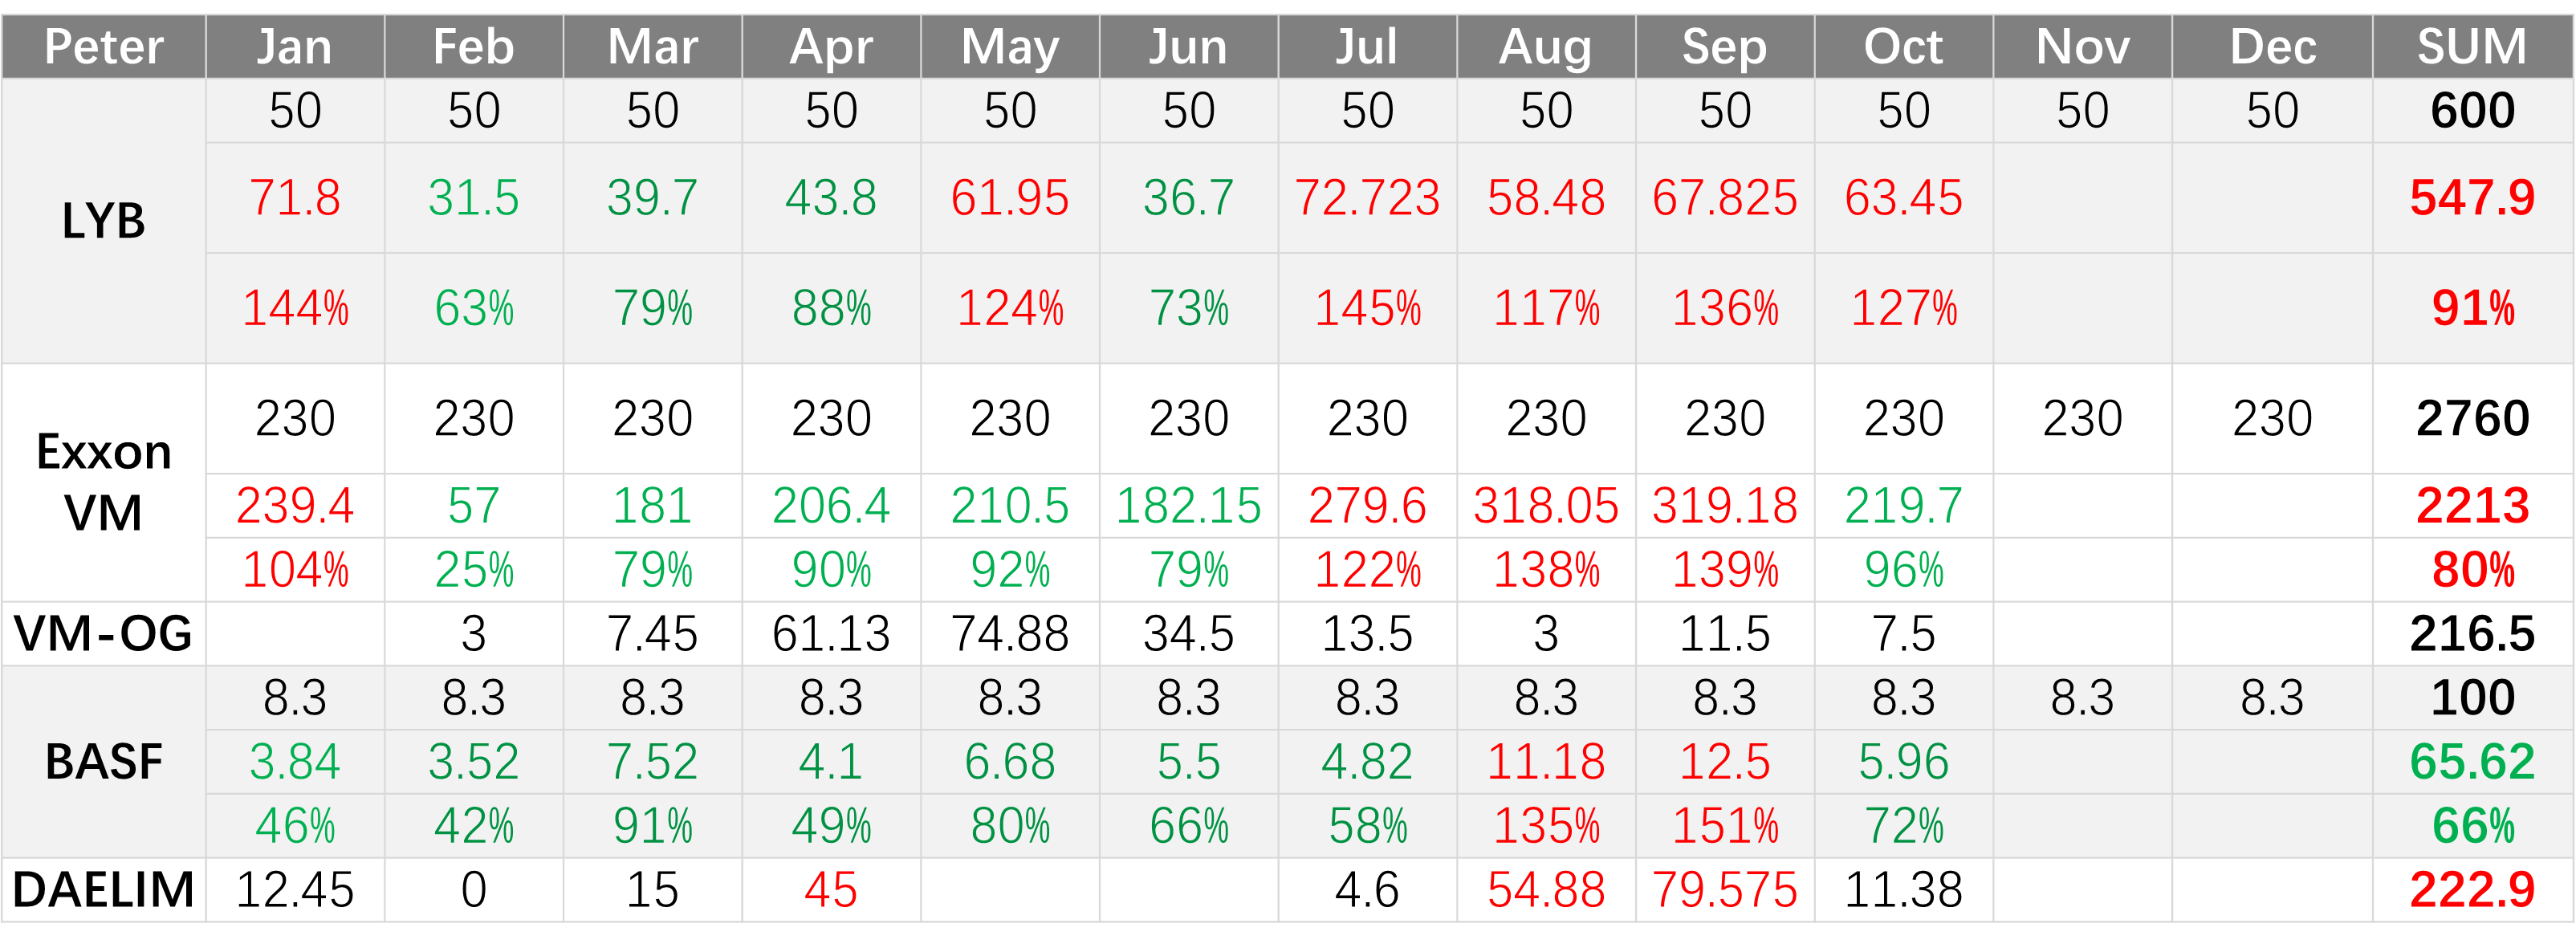 Peter Jan Feb Mar Apr May Jun Jul Aug Sep Oct Nov Dec SUM
LYB 50 50 50 50 50 50 50 50 50 50 50 50 600
71.8 31.5 39.7 43.8 61.95 36.7 72.723 58.48 67.825 63.45 547.9
144% 63% 79% 88% 124% 73% 145% 117% 136% 127% 91%
Exxon VM 230 230 230 230 230 230 230 230 230 230 230 230 2760
239.4 57 181 206.4 210.5 182.15 279.6 318.05 319.18 219.7 2213
104% 25% 79% 90% 92% 79% 122% 138% 139% 96% 80%
VM-OG 3 7.45 61.13 74.88 34.5 13.5 3 11.5 7.5 216.5
BASF 8.3 8.3 8.3 8.3 8.3 8.3 8.3 8.3 8.3 8.3 8.3 8.3 100
3.84 3.52 7.52 4.1 6.68 5.5 4.82 11.18 12.5 5.96 65.62
46% 42% 91% 49% 80% 66% 58% 135% 151% 72% 66%
DAELIM 12.45 0 15 45 4.6 54.88 79.575 11.38 222.9